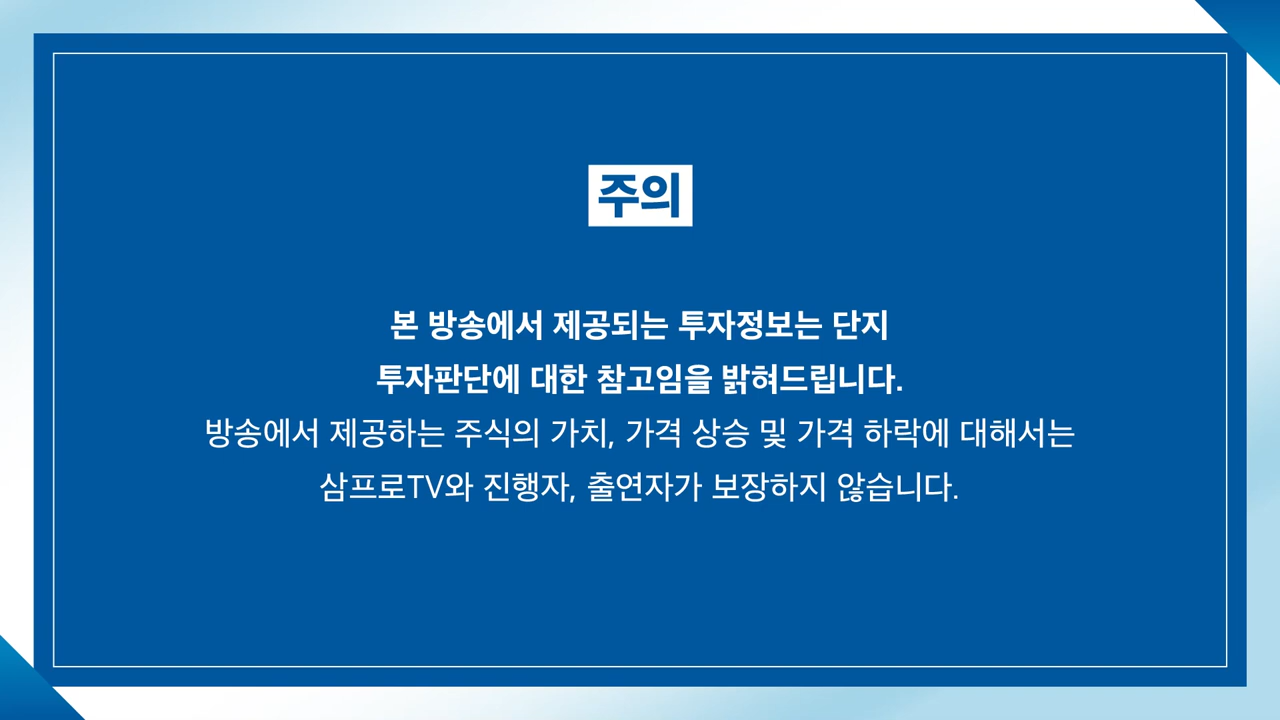 주의
본 방송에서 제공되는 투자정보는 단지
투자판단에 대한 참고임을 밝혀드립니다.
방송에서 제공하는 주식의 가치, 가격 상승 및 가격 하락에 대해서는
삼프로TV와 진행자, 출연자가 보장하지 않습니다.